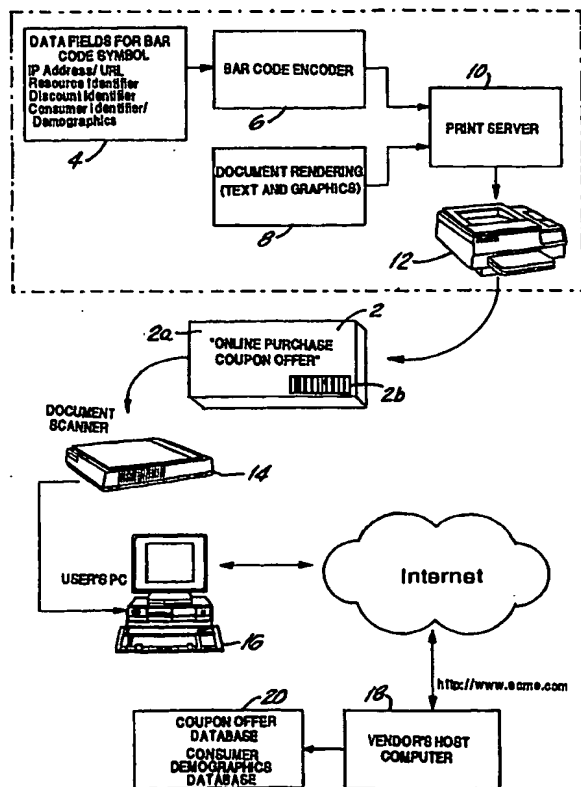 DATA FIELDS FOR BAR
CODE SYMBOL
IP Address/ URL
Resource Identifier
Discount Identifier
Consumer Identifier/
Demographics
4
BAR CODE ENCODER
6
DOCUMENT RENDERING
(TEXT AND GRAPHICS)
8
10
PRINT SERVER
12
2a
2
"ONLINE PURCHASE
COUPON OFFER"
2b
DOCUMENT
SCANNER
14
USER'S PC
16
Internet
http://www.acme.com
20
COUPON OFFER
DATABASE
CONSUMER
DEMOGRAPHICS
DATABASE
18
VENDOR'S HOST
COMPUTER